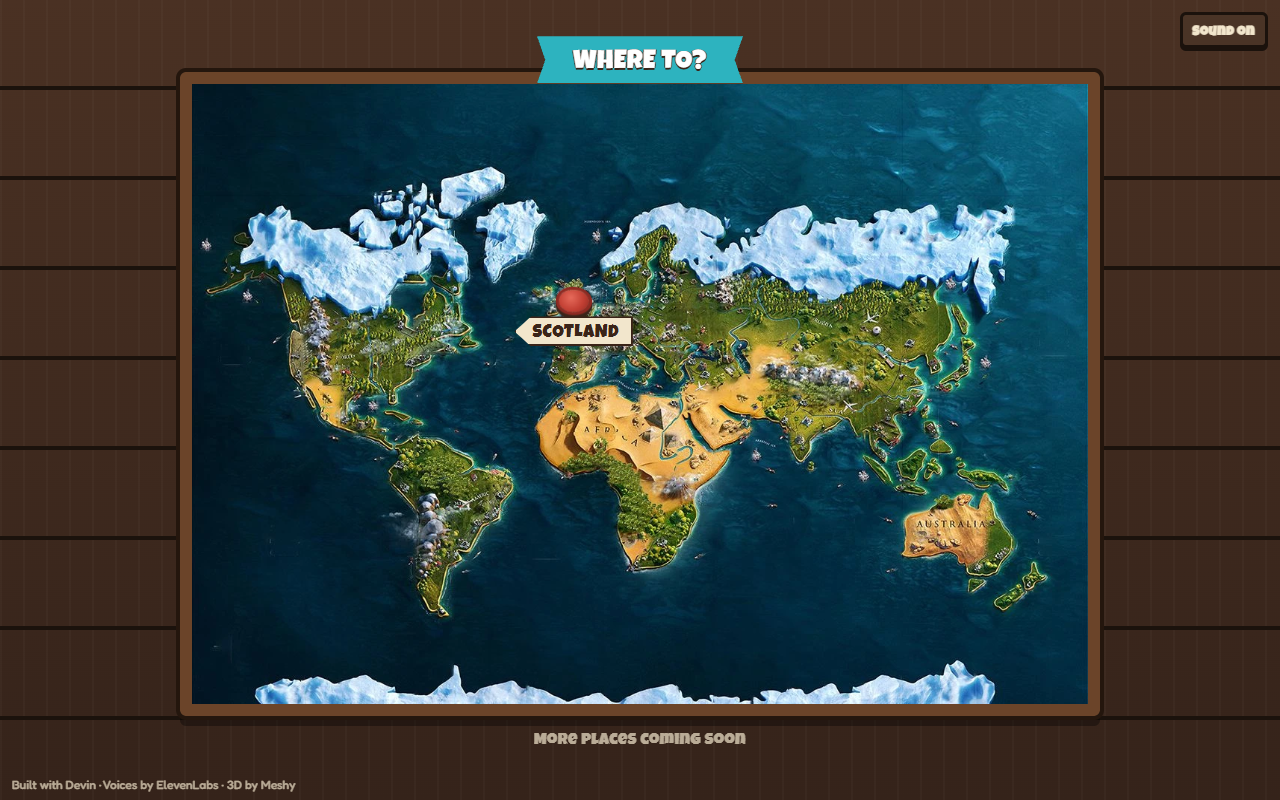 Sound on
WHERE TO?
SCOTLAND
AFRICA
AUSTRALIA
More places coming soon
Built with Devin · Voices by ElevenLabs · 3D by Meshy